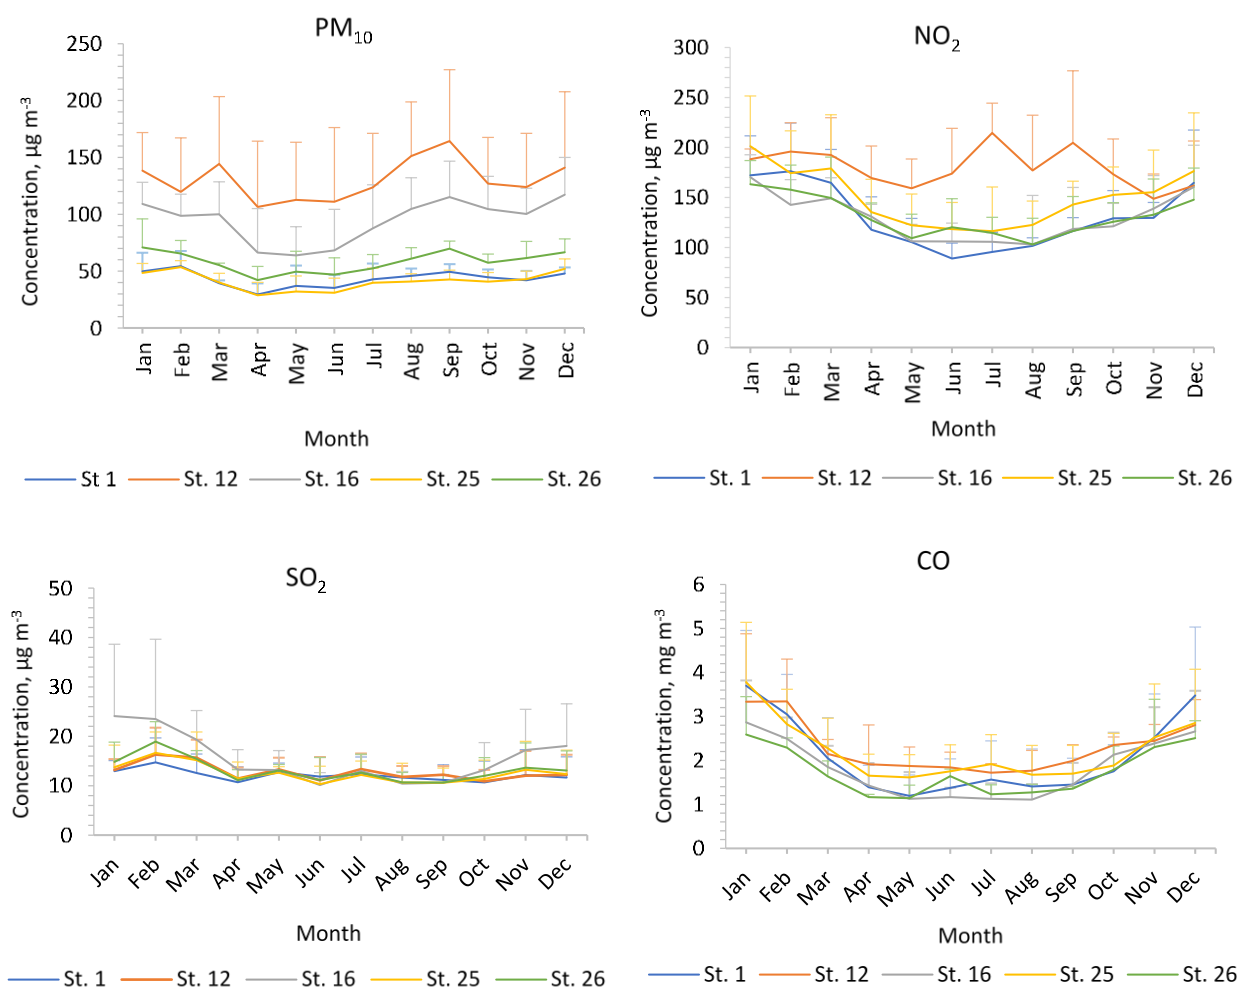 PM10
Concentration, µg m-3
250
200
150
100
50
0
Jan Feb Mar Apr May Jun Jul Aug Sep Oct Nov Dec
Month
St 1 St. 12 St. 16 St. 25 St. 26
NO2
Concentration, µg m-3
300
250
200
150
100
50
0
Jan Feb Mar Apr May Jun Jul Aug Sep Oct Nov Dec
Month
St. 1 St. 12 St. 16 St. 25 St. 26
SO2
Concentration, µg m-3
50
40
30
20
10
0
Jan Feb Mar Apr May Jun Jul Aug Sep Oct Nov Dec
Month
St. 1 St. 12 St. 16 St. 25 St. 26
CO
Concentration, mg m-3
6
5
4
3
2
1
0
Jan Feb Mar Apr May Jun Jul Aug Sep Oct Nov Dec
Month
St. 1 St. 12 St. 16 St. 25 St. 26